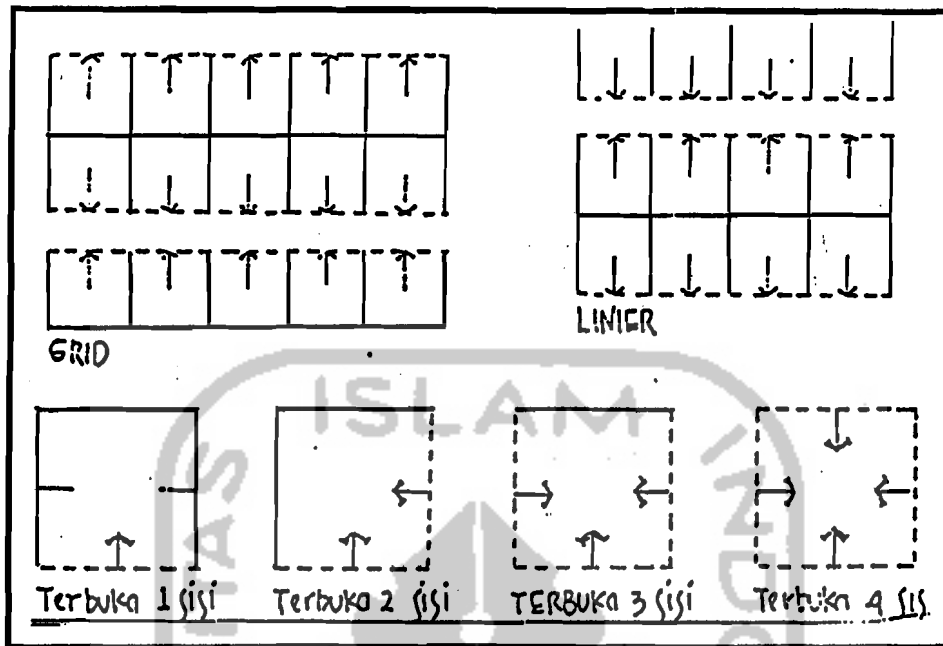 GRID
LINIER
ISLAM
Terbuka 1 sisi
Terbuka 2 sisi
TERBUKA 3 sisi
Terbuka 4 sis.